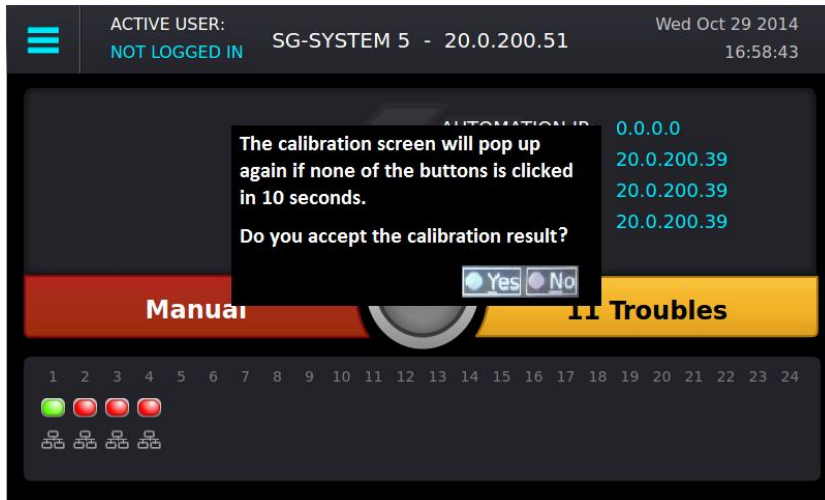 ACTIVE USER:
NOT LOGGED IN
SG-SYSTEM 5 - 20.0.200.51
Wed Oct 29 2014
16:58:43
0.0.0.0
20.0.200.39
20.0.200.39
20.0.200.39
The calibration screen will pop up
again if none of the buttons is clicked
in 10 seconds.
Do you accept the calibration result?
Yes No
Manual
11 Troubles
1 2 3 4 5 6 7 8 9 10 11 12 13 14 15 16 17 18 19 20 21 22 23 24